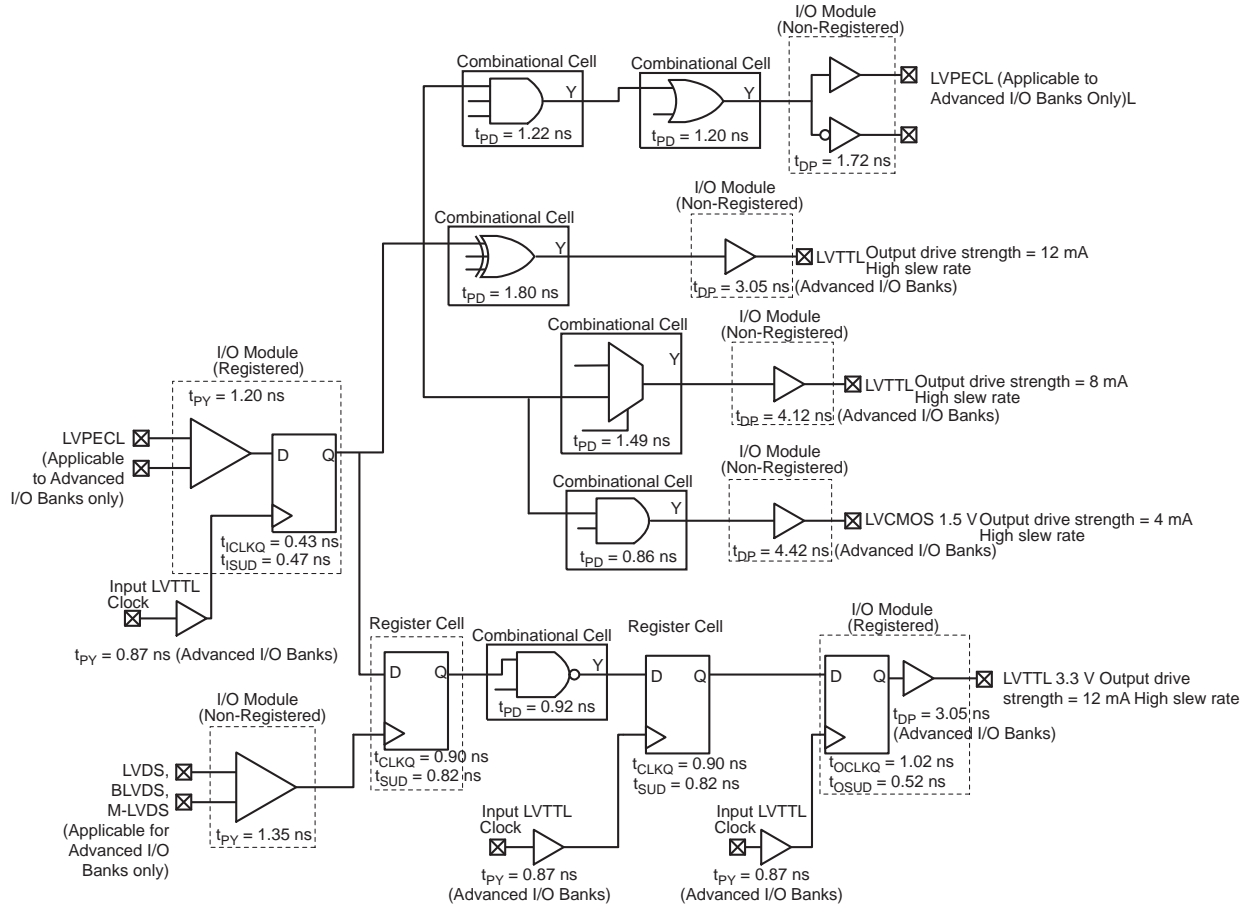 I/O Module
(Non-Registered)
Combinational Cell
Y
tPD = 1.22 ns
Combinational Cell
Y
tPD = 1.20 ns
LVPECL (Applicable to
Advanced I/O Banks Only)L
tDP = 1.72 ns
I/O Module
(Non-Registered)
Combinational Cell
Y
tPD = 1.80 ns
LVTTL Output drive strength = 12 mA
High slew rate
tDP = 3.05 ns (Advanced I/O Banks)
I/O Module
(Non-Registered)
Combinational Cell
Y
tPD = 1.49 ns
LVTTL Output drive strength = 8 mA
High slew rate
tDP = 4.12 ns (Advanced I/O Banks)
I/O Module
(Registered)
tPY = 1.20 ns
LVPECL
(Applicable
to Advanced
I/O Banks only)
D
Q
tICLKQ = 0.43 ns
tISUD = 0.47 ns
Input LVTTL
Clock
tPY = 0.87 ns (Advanced I/O Banks)
I/O Module
(Non-Registered)
Combinational Cell
Y
tPD = 0.86 ns
LVCMOS 1.5 V Output drive strength = 4 mA
High slew rate
tDP = 4.42 ns (Advanced I/O Banks)
I/O Module
(Non-Registered)
LVDS,
BLVDS,
M-LVDS
(Applicable for
Advanced I/O
Banks only)
tPY = 1.35 ns
Register Cell
D
Q
tCLKQ = 0.90 ns
tSUD = 0.82 ns
Combinational Cell
Y
tPD = 0.92 ns
Register Cell
D
Q
tCLKQ = 0.90 ns
tSUD = 0.82 ns
Input LVTTL
Clock
tPY = 0.87 ns
(Advanced I/O Banks)
I/O Module
(Registered)
D
Q
LVTTL 3.3 V Output drive
strength = 12 mA High slew rate
tDP = 3.05 ns
(Advanced I/O Banks)
tOCLKQ = 1.02 ns
tOSUD = 0.52 ns
Input LVTTL
Clock
tPY = 0.87 ns
(Advanced I/O Banks)